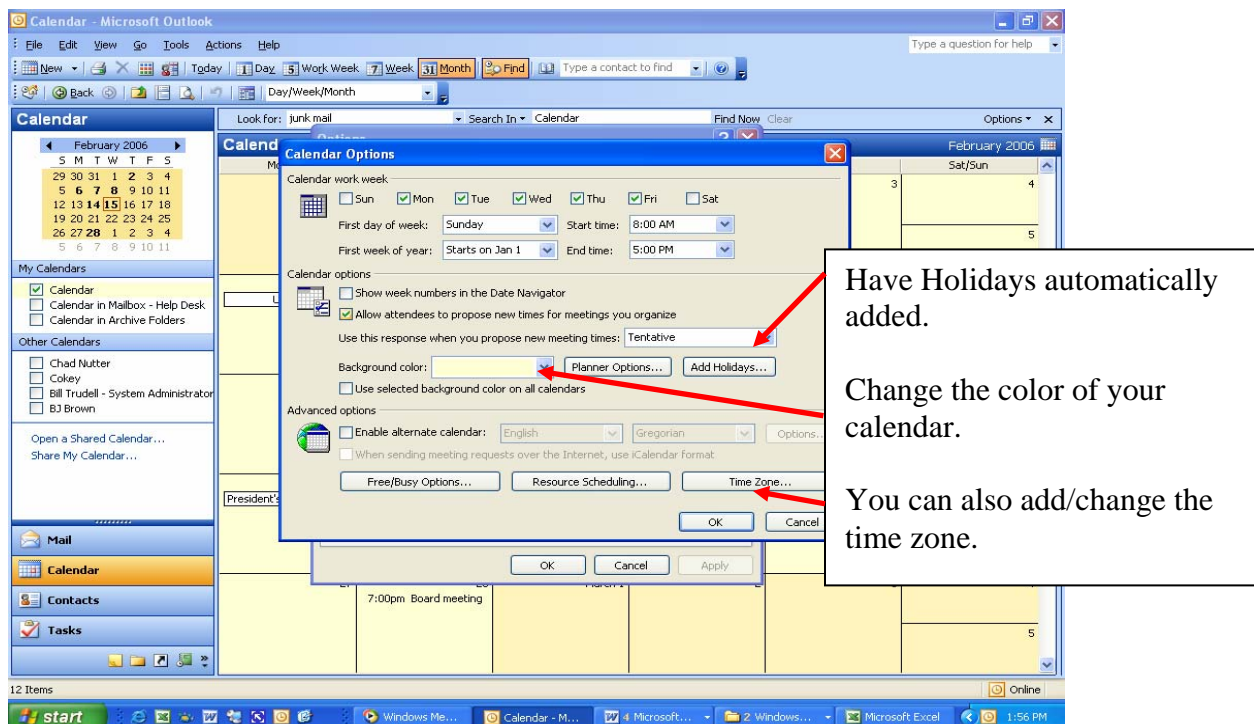 Calendar - Microsoft Outlook
File Edit View Go Tools Actions Help
Type a question for help
New Today 1 Day 5 Work Week 7 Week 31 Month Find Type a contact to find
Back Day/Week/Month
Calendar
Look for: junk mail Search In Calendar Find Now Clear Options
February 2006
S M T W T F S
29 30 31 1 2 3 4
5 6 7 8 9 10 11
12 13 14 15 16 17 18
19 20 21 22 23 24 25
26 27 28 1 2 3 4
5 6 7 8 9 10 11
My Calendars
Calendar
Calendar in Mailbox - Help Desk
Calendar in Archive Folders
Other Calendars
Chad Nutter
Cokey
Bill Trudell - System Administrator
BJ Brown
Open a Shared Calendar...
Share My Calendar...
Mail
Calendar
Contacts
Tasks
12 Items
Options
February 2006
Sat/Sun
3
4
5
Calendar Options
Calendar work week
Sun Mon Tue Wed Thu Fri Sat
First day of week: Sunday Start time: 8:00 AM
First week of year: Starts on Jan 1 End time: 5:00 PM
Calendar options
Show week numbers in the Date Navigator
Allow attendees to propose new times for meetings you organize
Use this response when you propose new meeting times: Tentative
Background color: Planner Options... Add Holidays...
Use selected background color on all calendars
Advanced options
Enable alternate calendar: English Gregorian Options...
When sending meeting requests over the Internet, use iCalendar format
Free/Busy Options... Resource Scheduling... Time Zone...
OK Cancel
OK Cancel Apply
President's
7:00pm Board meeting
5
Online
Have Holidays automatically
added.
Change the color of your
calendar.
You can also add/change the
time zone.
start Windows Me... Calendar - M... 4 Microsoft... 2 Windows... Microsoft Excel 1:56 PM